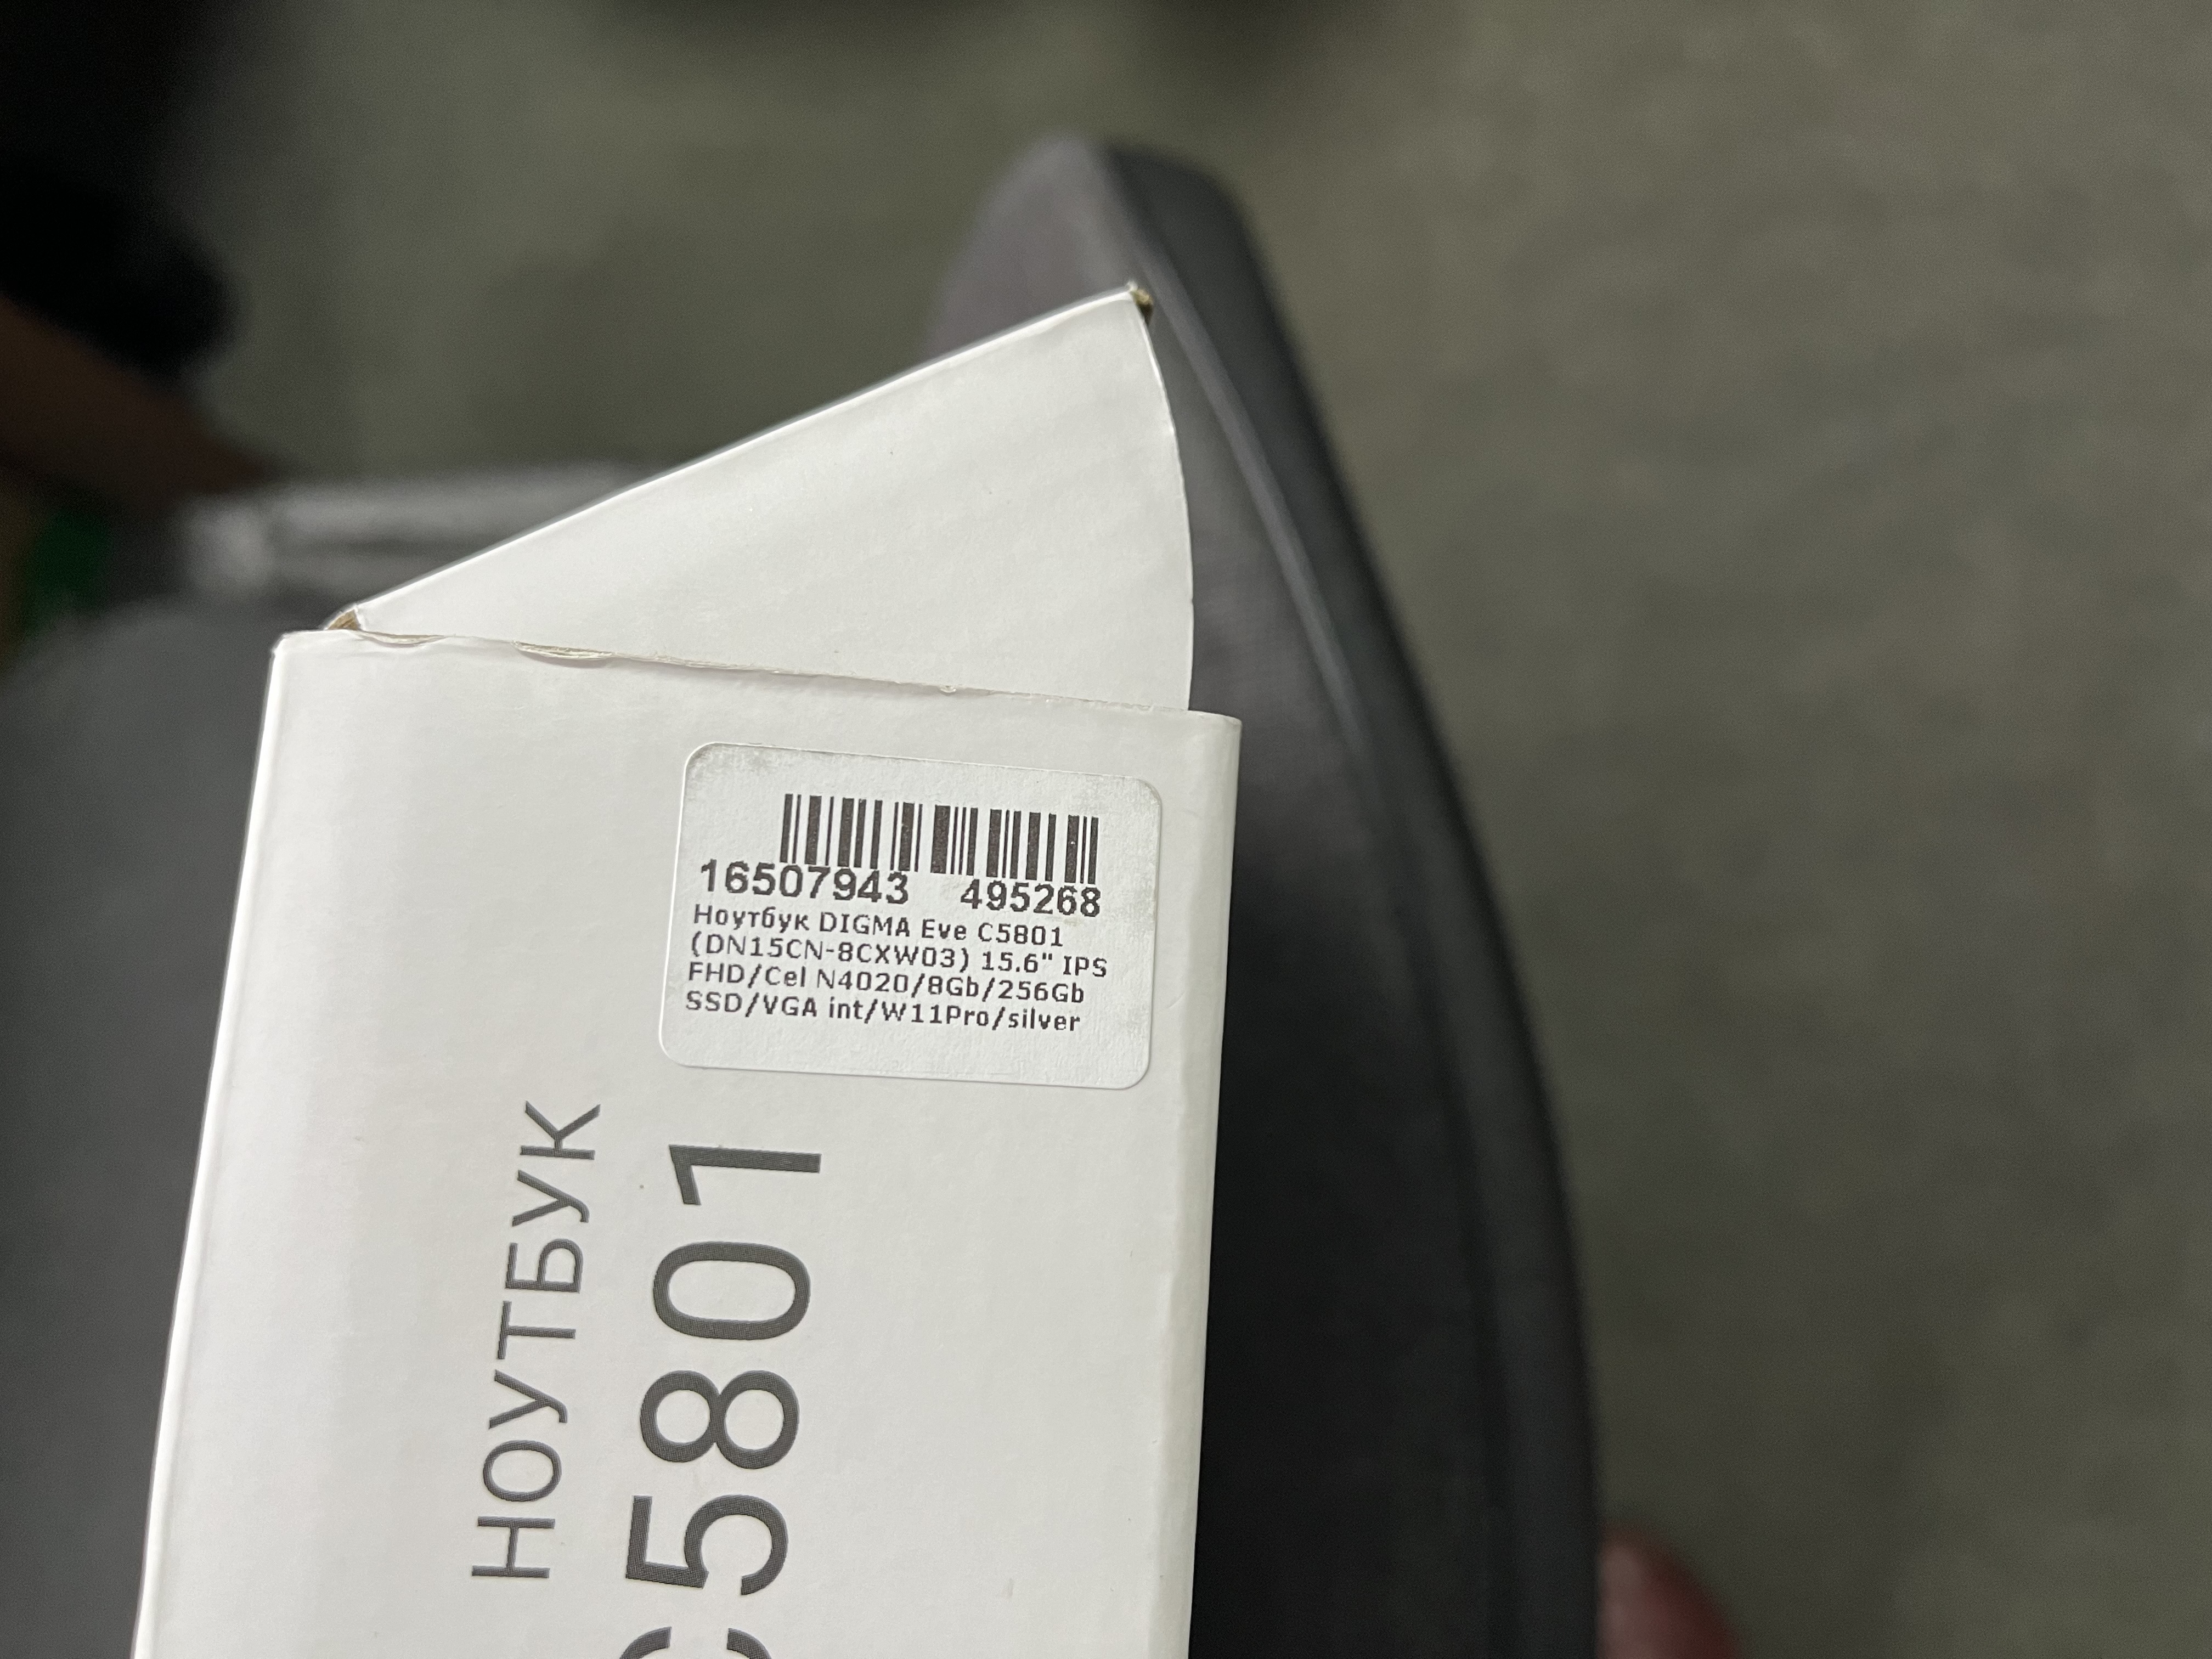 16507943 495268
Ноутбук DIGMA Eve C5801
(DN15CN-8CXW03) 15.6" IPS
FHD/Cel N4020/8Gb/256Gb
SSD/VGA int/W11Pro/silver
НОУТБУК
C5801